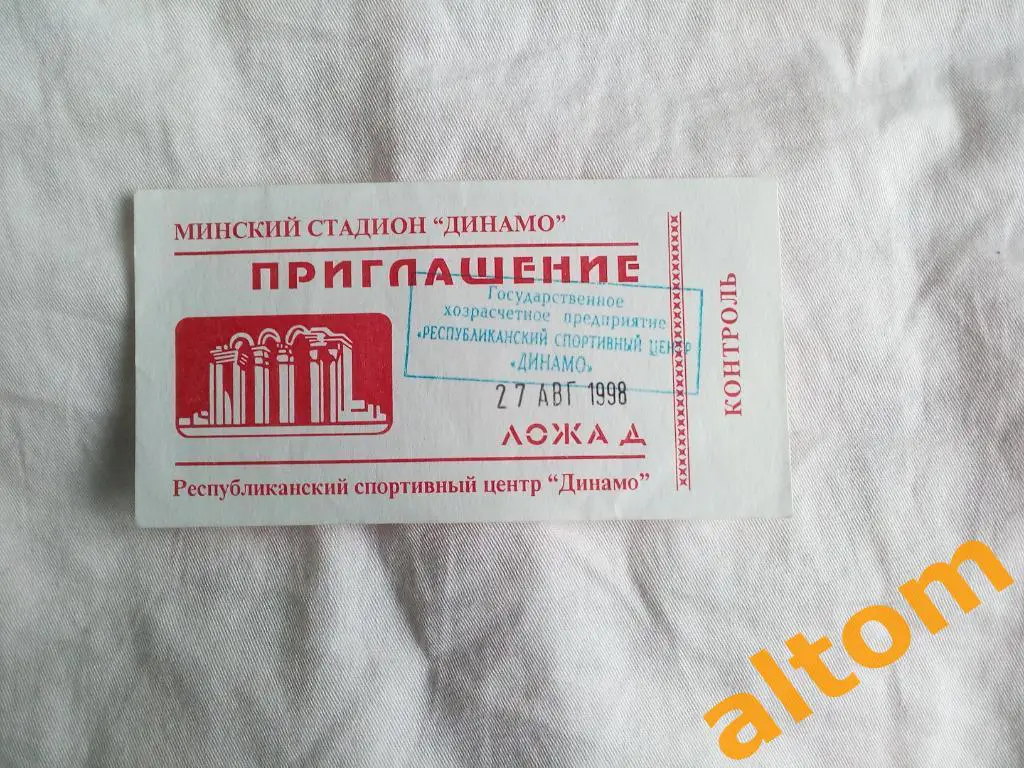 МИНСКИЙ СТАДИОН “ДИНАМО”
ПРИГЛАШЕНИЕ
Государственное
хозрасчетное предприятие
«РЕСПУБЛИКАНСКИЙ СПОРТИВНЫЙ ЦЕНТР
«ДИНАМО»
27 АВГ 1998
ЛОЖА Д
Республиканский спортивный центр “Динамо”
КОНТРОЛЬ
altom